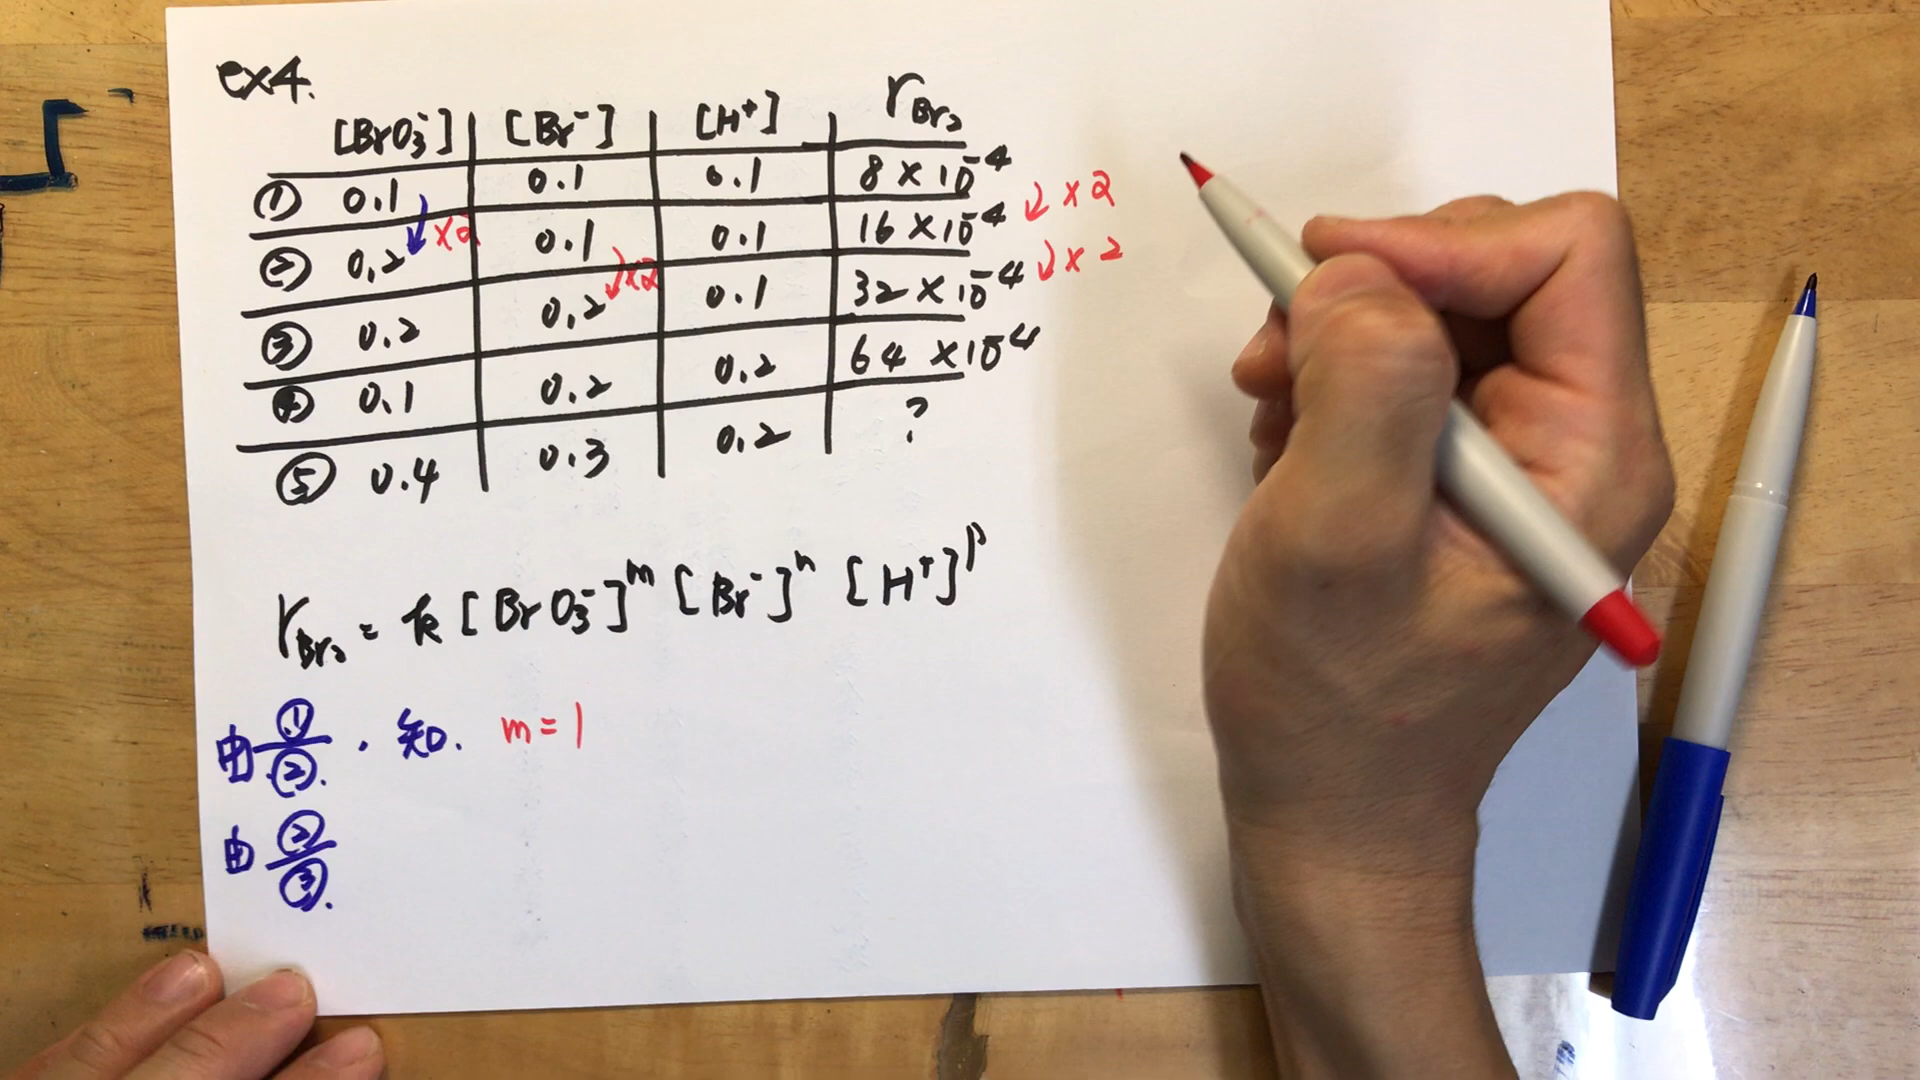 ex4.
[BrO₃⁻] [Br⁻] [H⁺] r_Br₂
① 0.1 0.1 0.1 8 × 10⁻⁴
×2
② 0.2 0.1 0.1 16 × 10⁻⁴ ×2
×2
③ 0.2 0.2 0.1 32 × 10⁻⁴ ×2
④ 0.1 0.2 0.2 64 × 10⁻⁴
⑤ 0.4 0.3 0.2 ?
r_Br₂ = k [BrO₃⁻]^m [Br⁻]^n [H⁺]^p
由 ①/②. , 知. m = 1
由 ②/③.